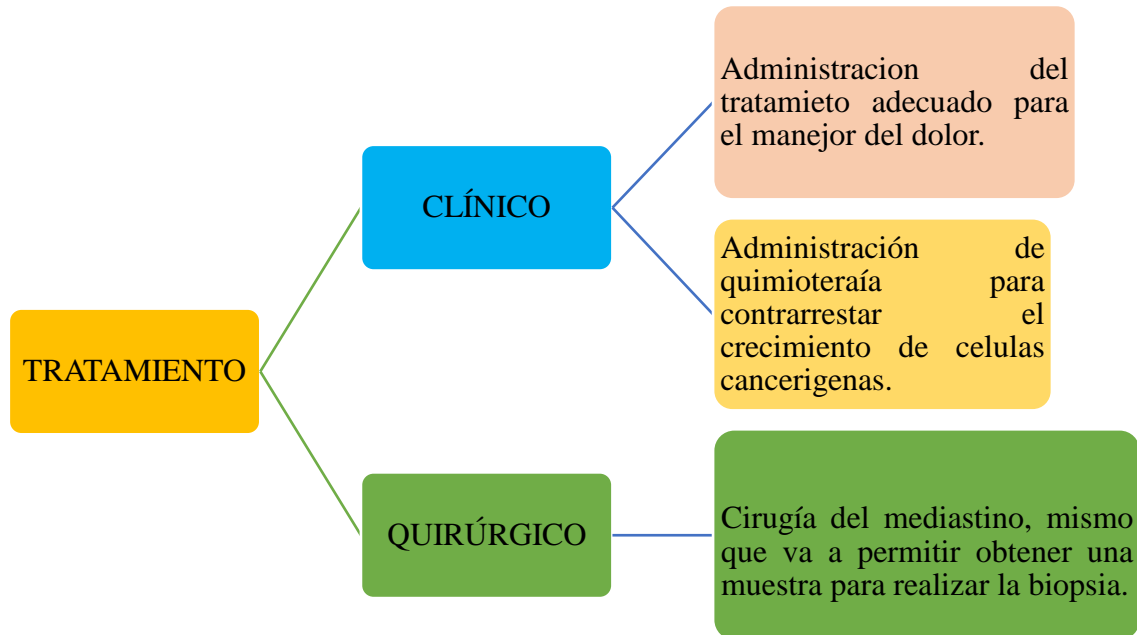 TRATAMIENTO
CLÍNICO
Administracion del
tratamieto adecuado para
el manejor del dolor.
Administración de
quimioteraía para
contrarrestar el
crecimiento de celulas
cancerigenas.
QUIRÚRGICO
Cirugía del mediastino, mismo
que va a permitir obtener una
muestra para realizar la biopsia.